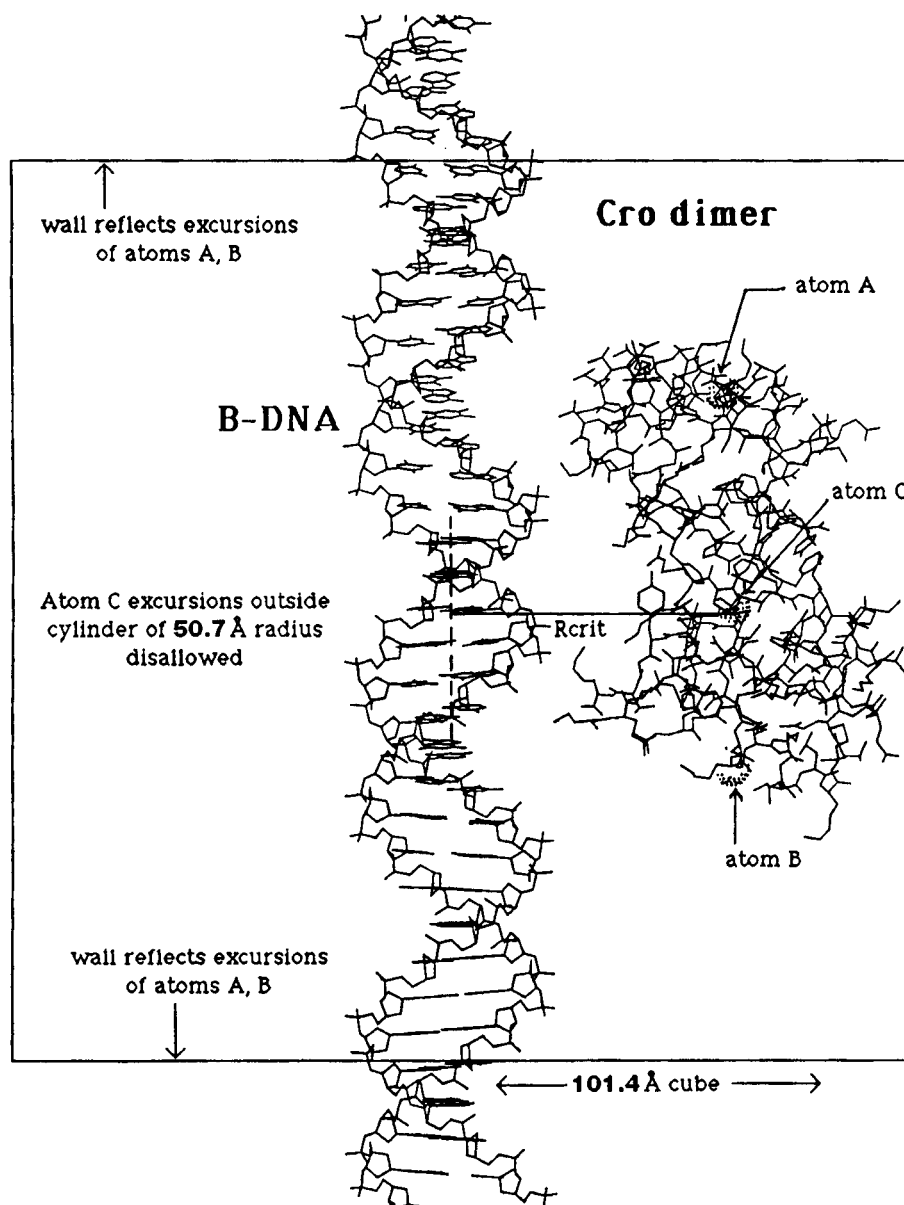 wall reflects excursions
of atoms A, B
Cro dimer
atom A
B-DNA
atom C
Atom C excursions outside
cylinder of 50.7 Å radius
disallowed
Rcrit
atom B
wall reflects excursions
of atoms A, B
101.4 Å cube